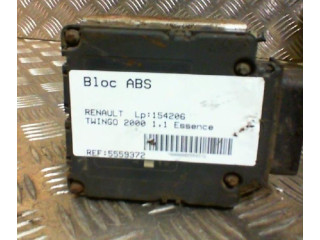 Bloc ABS
RENAULT Lp:154206
TWINGO 2000 1.1 Essence
REF:5559372